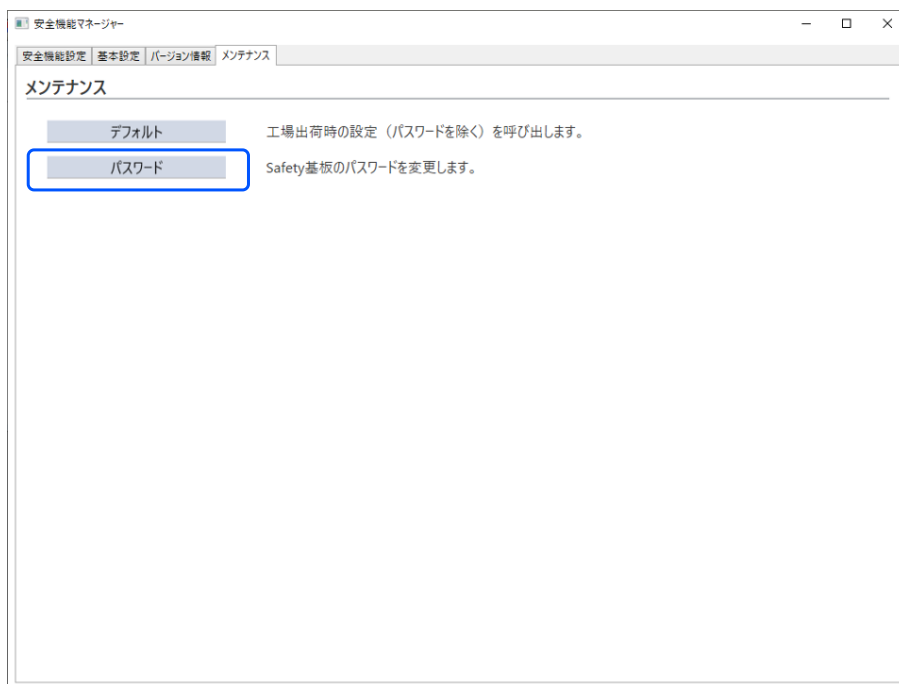 安全機能マネージャー
安全機能設定 基本設定 バージョン情報 メンテナンス
メンテナンス
デフォルト 工場出荷時の設定（パスワードを除く）を呼び出します。
パスワード Safety基板のパスワードを変更します。